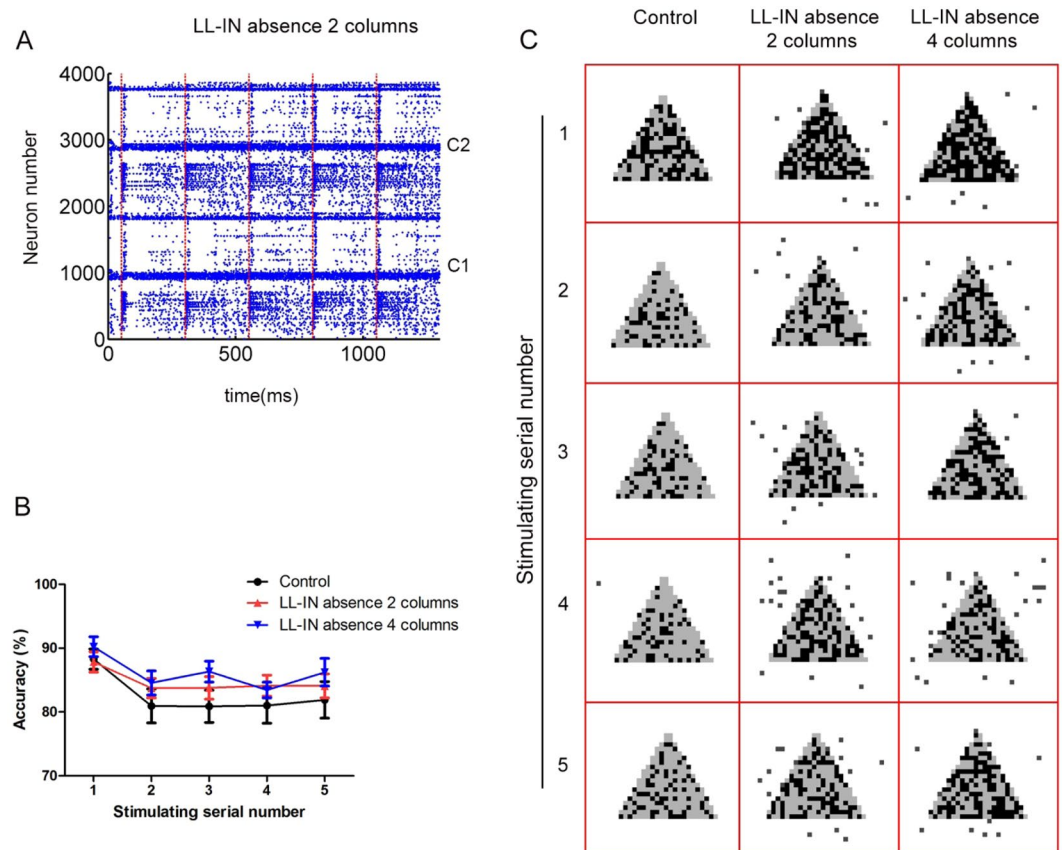 A
LL-IN absence 2 columns
Neuron number
4000
3000
2000
1000
0
C2
C1
0
500
1000
time(ms)
B
Accuracy (%)
100
90
80
70
Control
LL-IN absence 2 columns
LL-IN absence 4 columns
1
2
3
4
5
Stimulating serial number
C
Control
LL-IN absence
2 columns
LL-IN absence
4 columns
Stimulating serial number
1
2
3
4
5